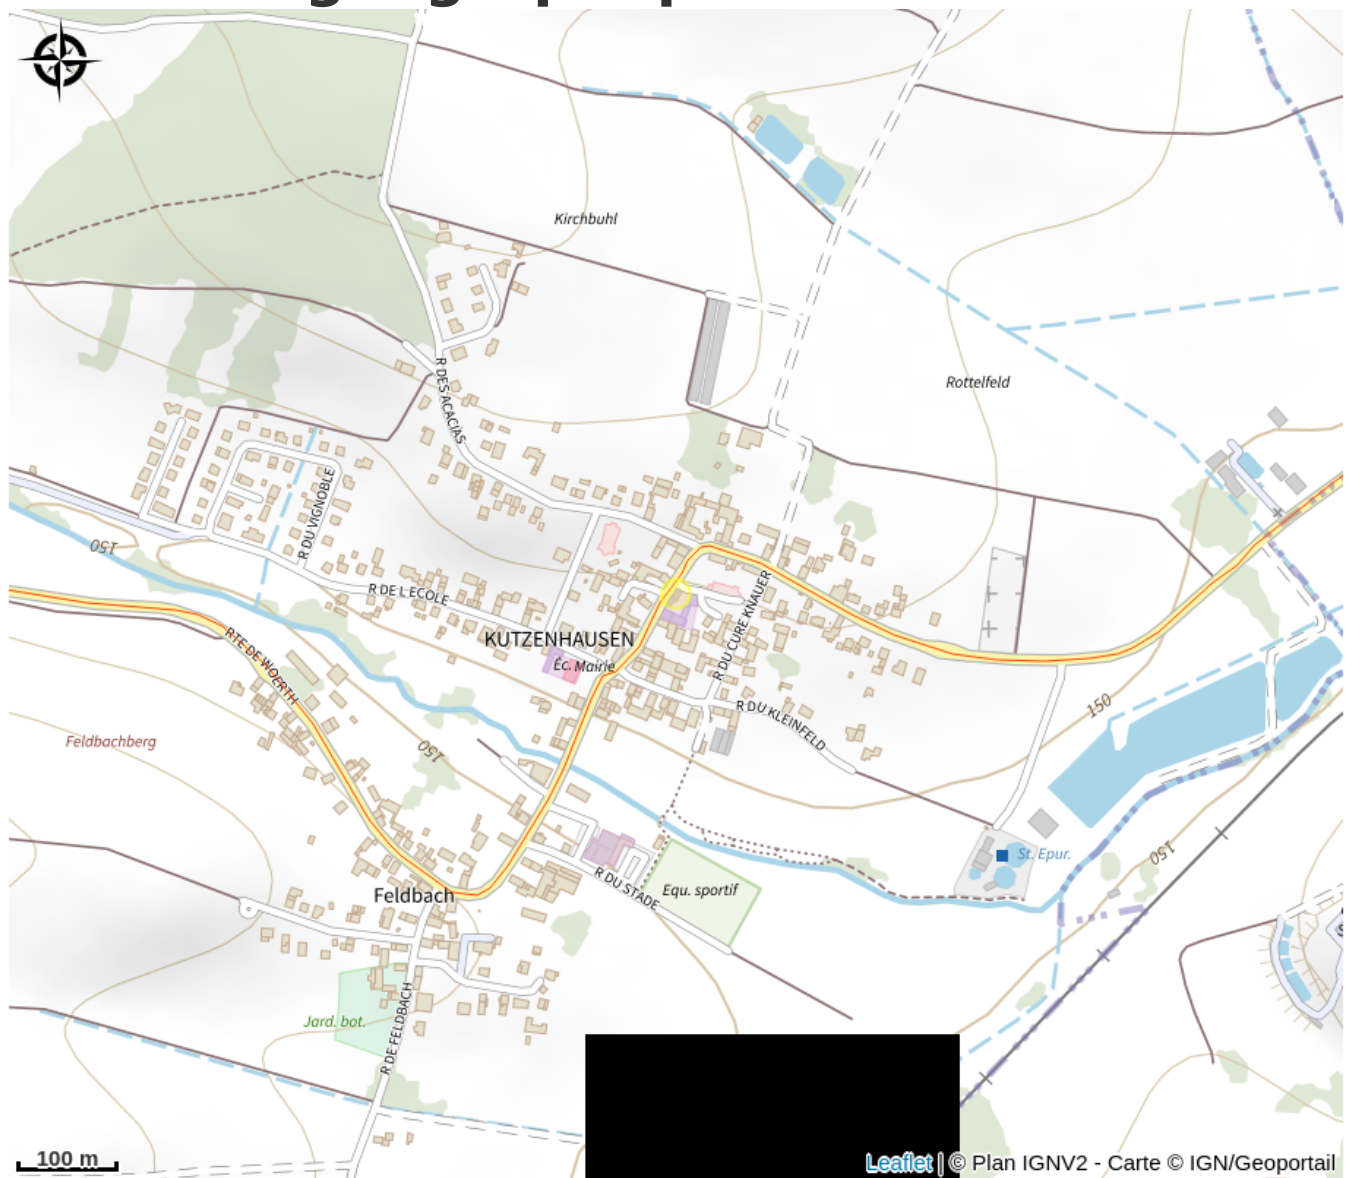 Kirchbuhl
Rottelfeld
R DES ACACIAS
R DU VIGNOBLE
150
R DE L ECOLE
KUTZENHAUSEN
Éc. Mairie
R DU CURE KNAUER
RTE DE WOERTH
R DU KLEINFELD
150
Feldbachberg
150
St. Epur.
150
Feldbach
R DU STADE
Equ. sportif
Jard. bot.
R DE FELDBACH
100 m
Leaflet | © Plan IGNV2 - Carte © IGN/Geoportail